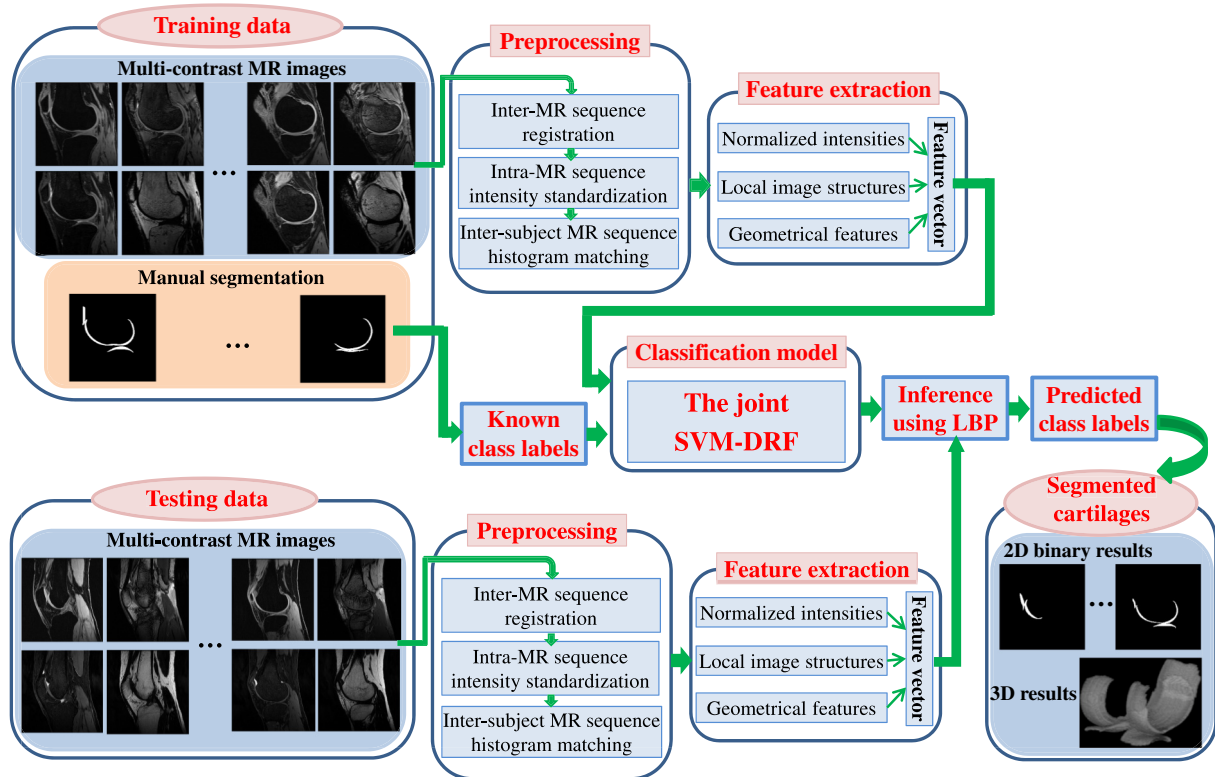 Training data
Multi-contrast MR images
...
Manual segmentation
...
Preprocessing
Inter-MR sequence
registration
Intra-MR sequence
intensity standardization
Inter-subject MR sequence
histogram matching
Feature extraction
Normalized intensities
Local image structures
Geometrical features
Feature vector
Known
class labels
Classification model
The joint
SVM-DRF
Inference
using LBP
Predicted
class labels
Testing data
Multi-contrast MR images
...
Preprocessing
Inter-MR sequence
registration
Intra-MR sequence
intensity standardization
Inter-subject MR sequence
histogram matching
Feature extraction
Normalized intensities
Local image structures
Geometrical features
Feature vector
Segmented
cartilages
2D binary results
...
3D results